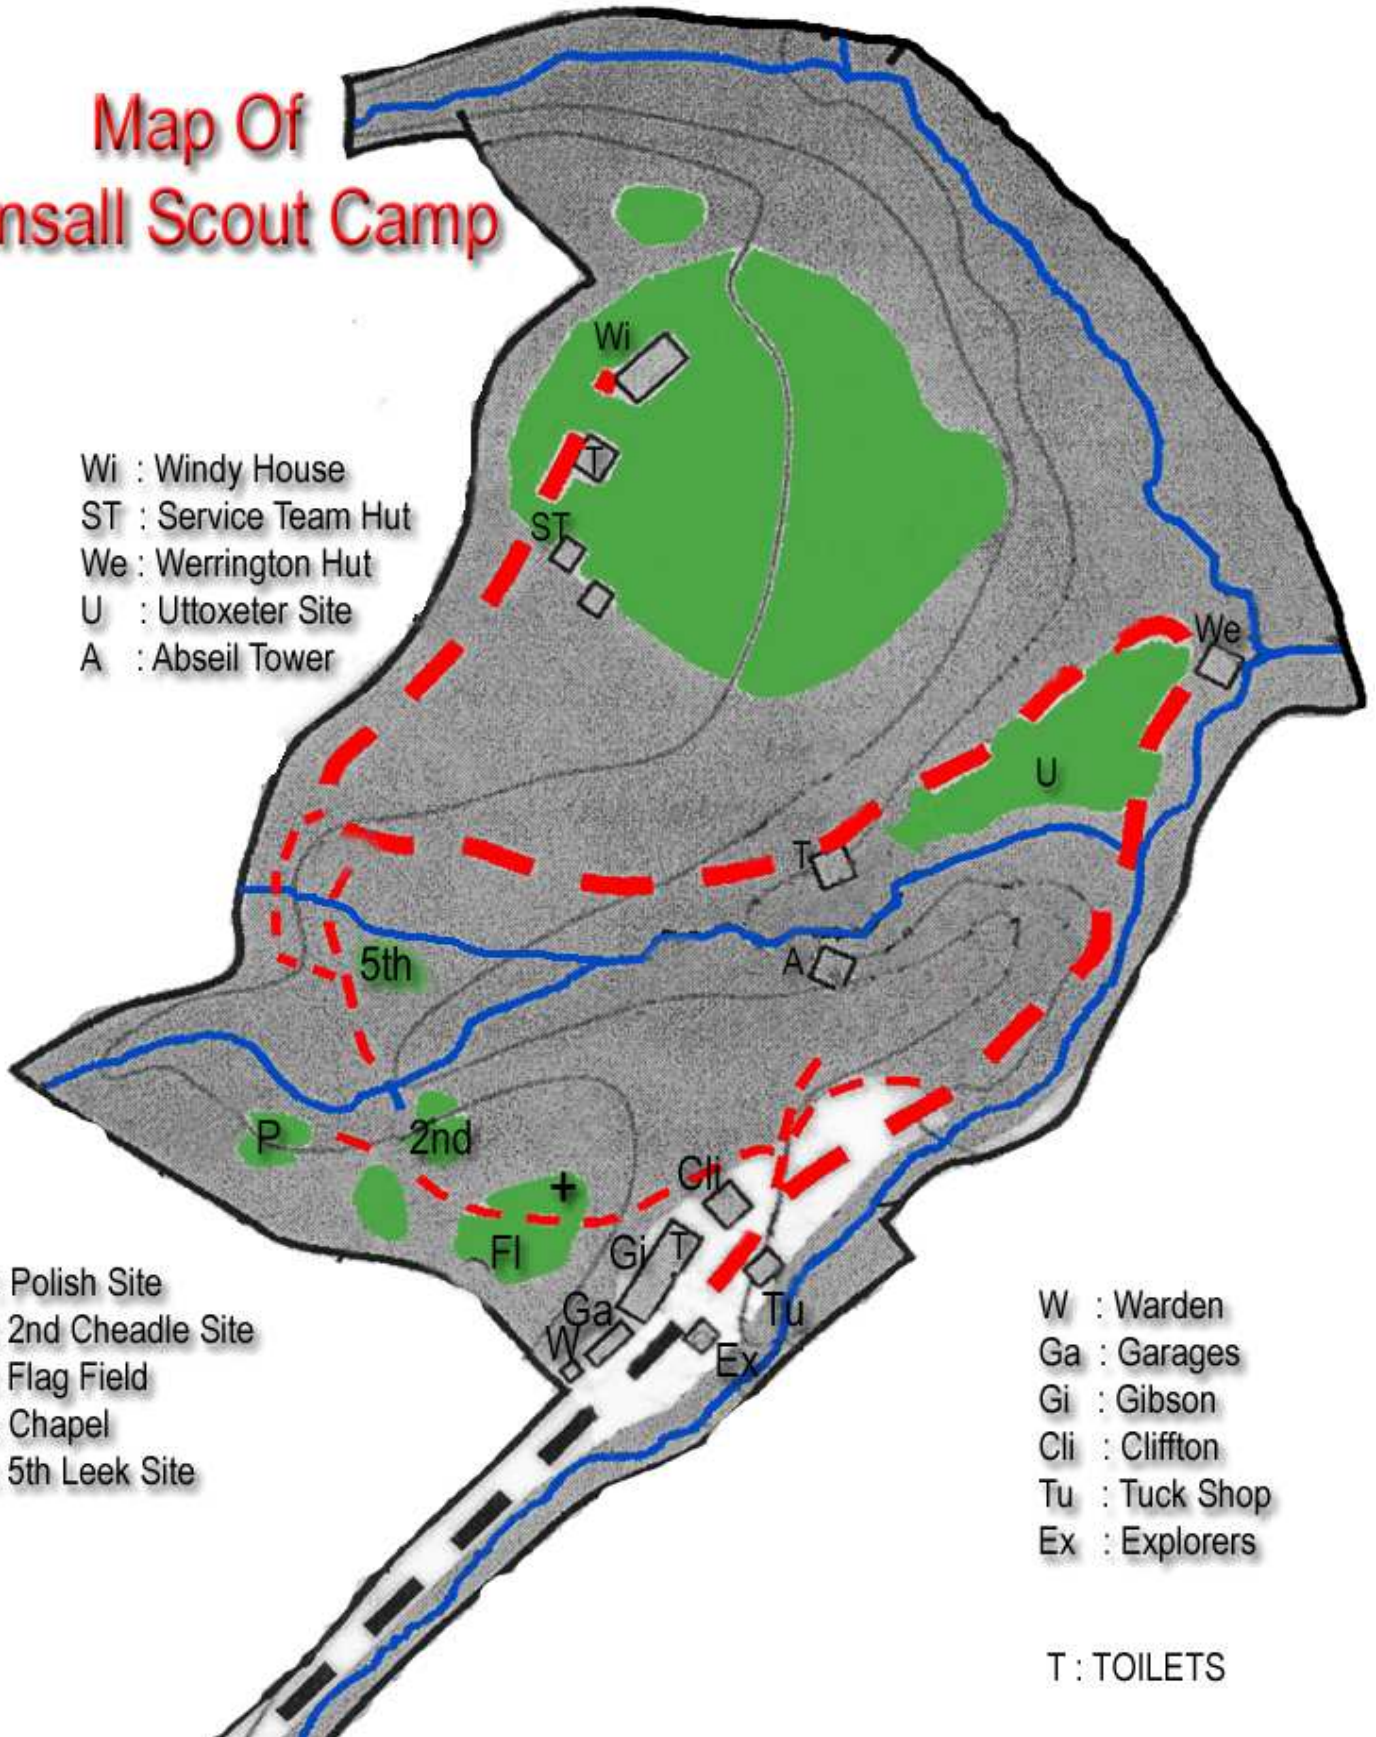 Map Of
nsall Scout Camp
Wi : Windy House
ST : Service Team Hut
We : Werrington Hut
U : Uttoxeter Site
A : Abseil Tower
Wi
T
ST
We
U
T
5th
A
P
2nd
+
Cli
Fl
Gi
T
Ga
Tu
W
Ex
Polish Site
2nd Cheadle Site
Flag Field
Chapel
5th Leek Site
W : Warden
Ga : Garages
Gi : Gibson
Cli : Cliffton
Tu : Tuck Shop
Ex : Explorers
T : TOILETS